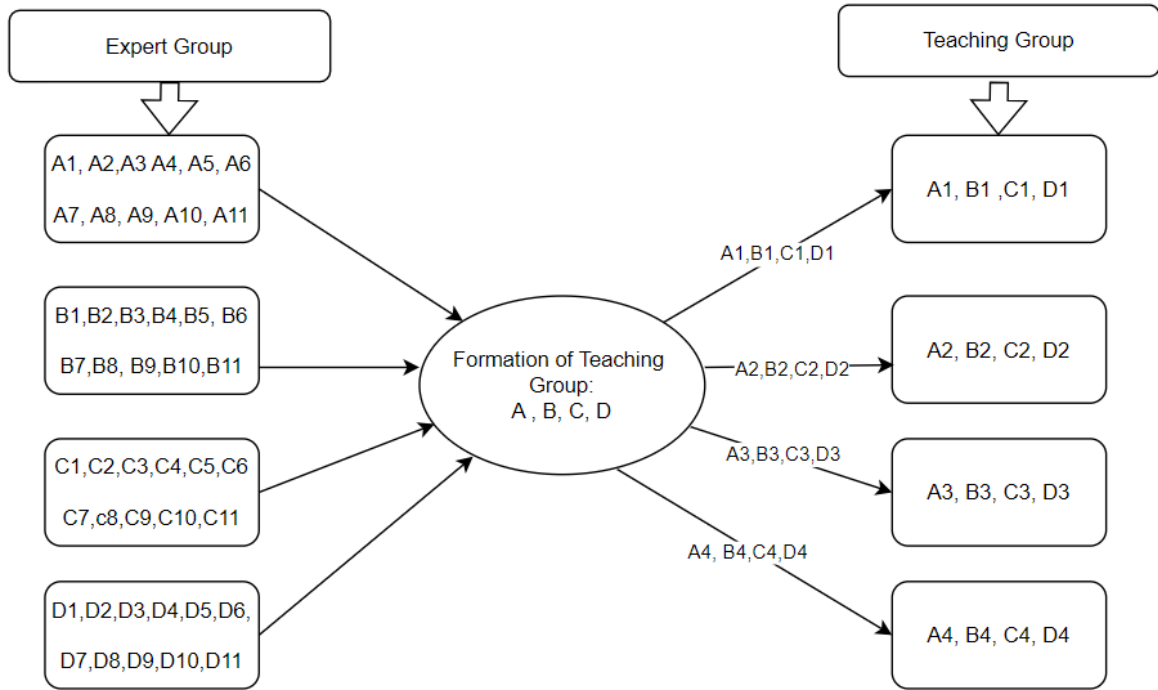 Expert Group
Teaching Group
A1, A2,A3 A4, A5, A6
A7, A8, A9, A10, A11
B1,B2,B3,B4,B5, B6
B7,B8, B9,B10,B11
C1,C2,C3,C4,C5,C6
C7,c8,C9,C10,C11
D1,D2,D3,D4,D5,D6,
D7,D8,D9,D10,D11
Formation of Teaching
Group:
A , B, C, D
A1,B1,C1,D1
A2,B2,C2,D2
A3,B3,C3,D3
A4, B4,C4,D4
A1, B1 ,C1, D1
A2, B2, C2, D2
A3, B3, C3, D3
A4, B4, C4, D4